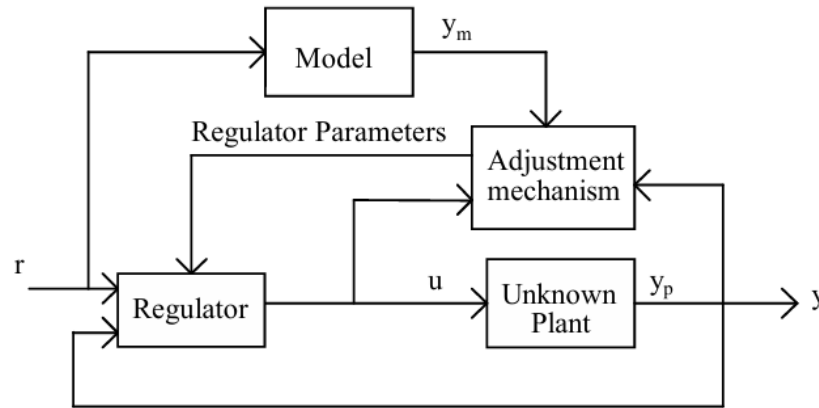 y_m
Model
Regulator Parameters
Adjustment
mechanism
r
Regulator
u
Unknown
Plant
y_p
y